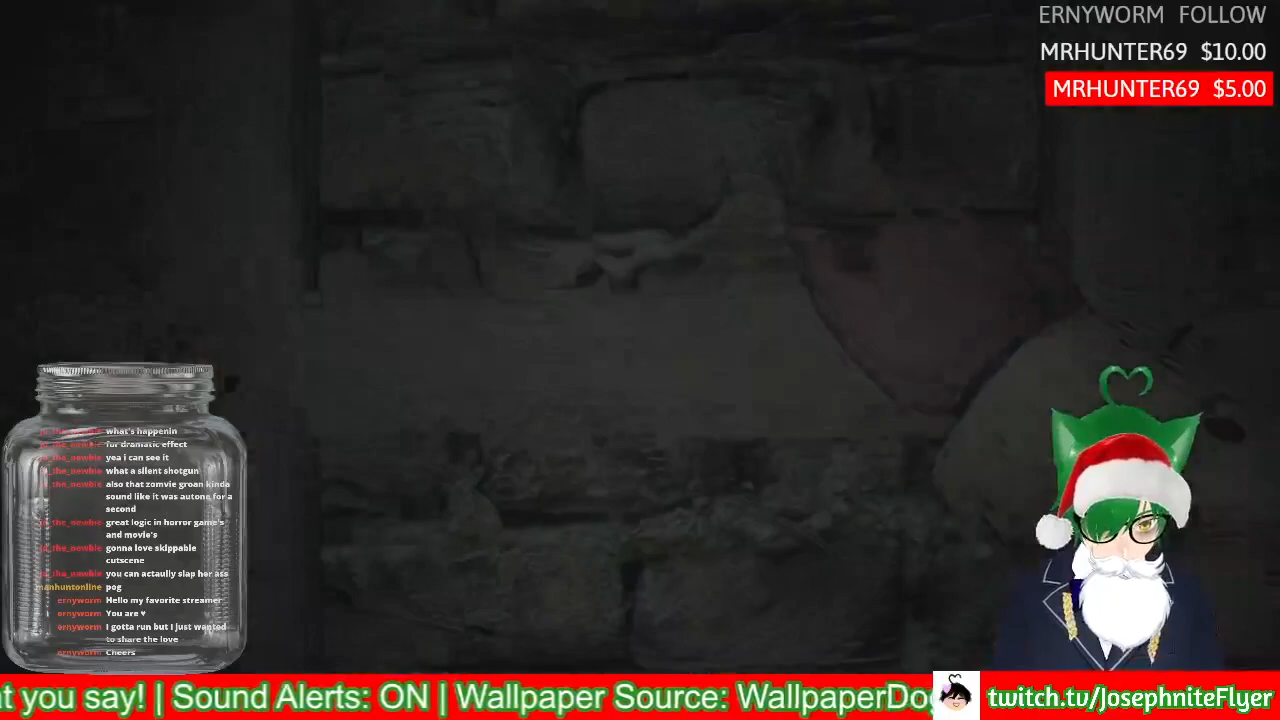 ERNYWORM FOLLOW
MRHUNTER69 $10.00
MRHUNTER69 $5.00
what's happenin
for dramatic effect
yea i can see it
what a silent shotgun
also that zomvie groan kinda
sound like it was autone for a
second
great logic in horror game's
and movie's
gonna love skippable
cutscene
you can actaully slap her ass
manhuntonline pog
ernyworm Hello my favorite streamer
ernyworm You are ♥
ernyworm I gotta run but I just wanted
to share the love
ernyworm Cheers
t you say! | Sound Alerts: ON | Wallpaper Source: WallpaperDog
twitch.tv/JosephniteFlyer